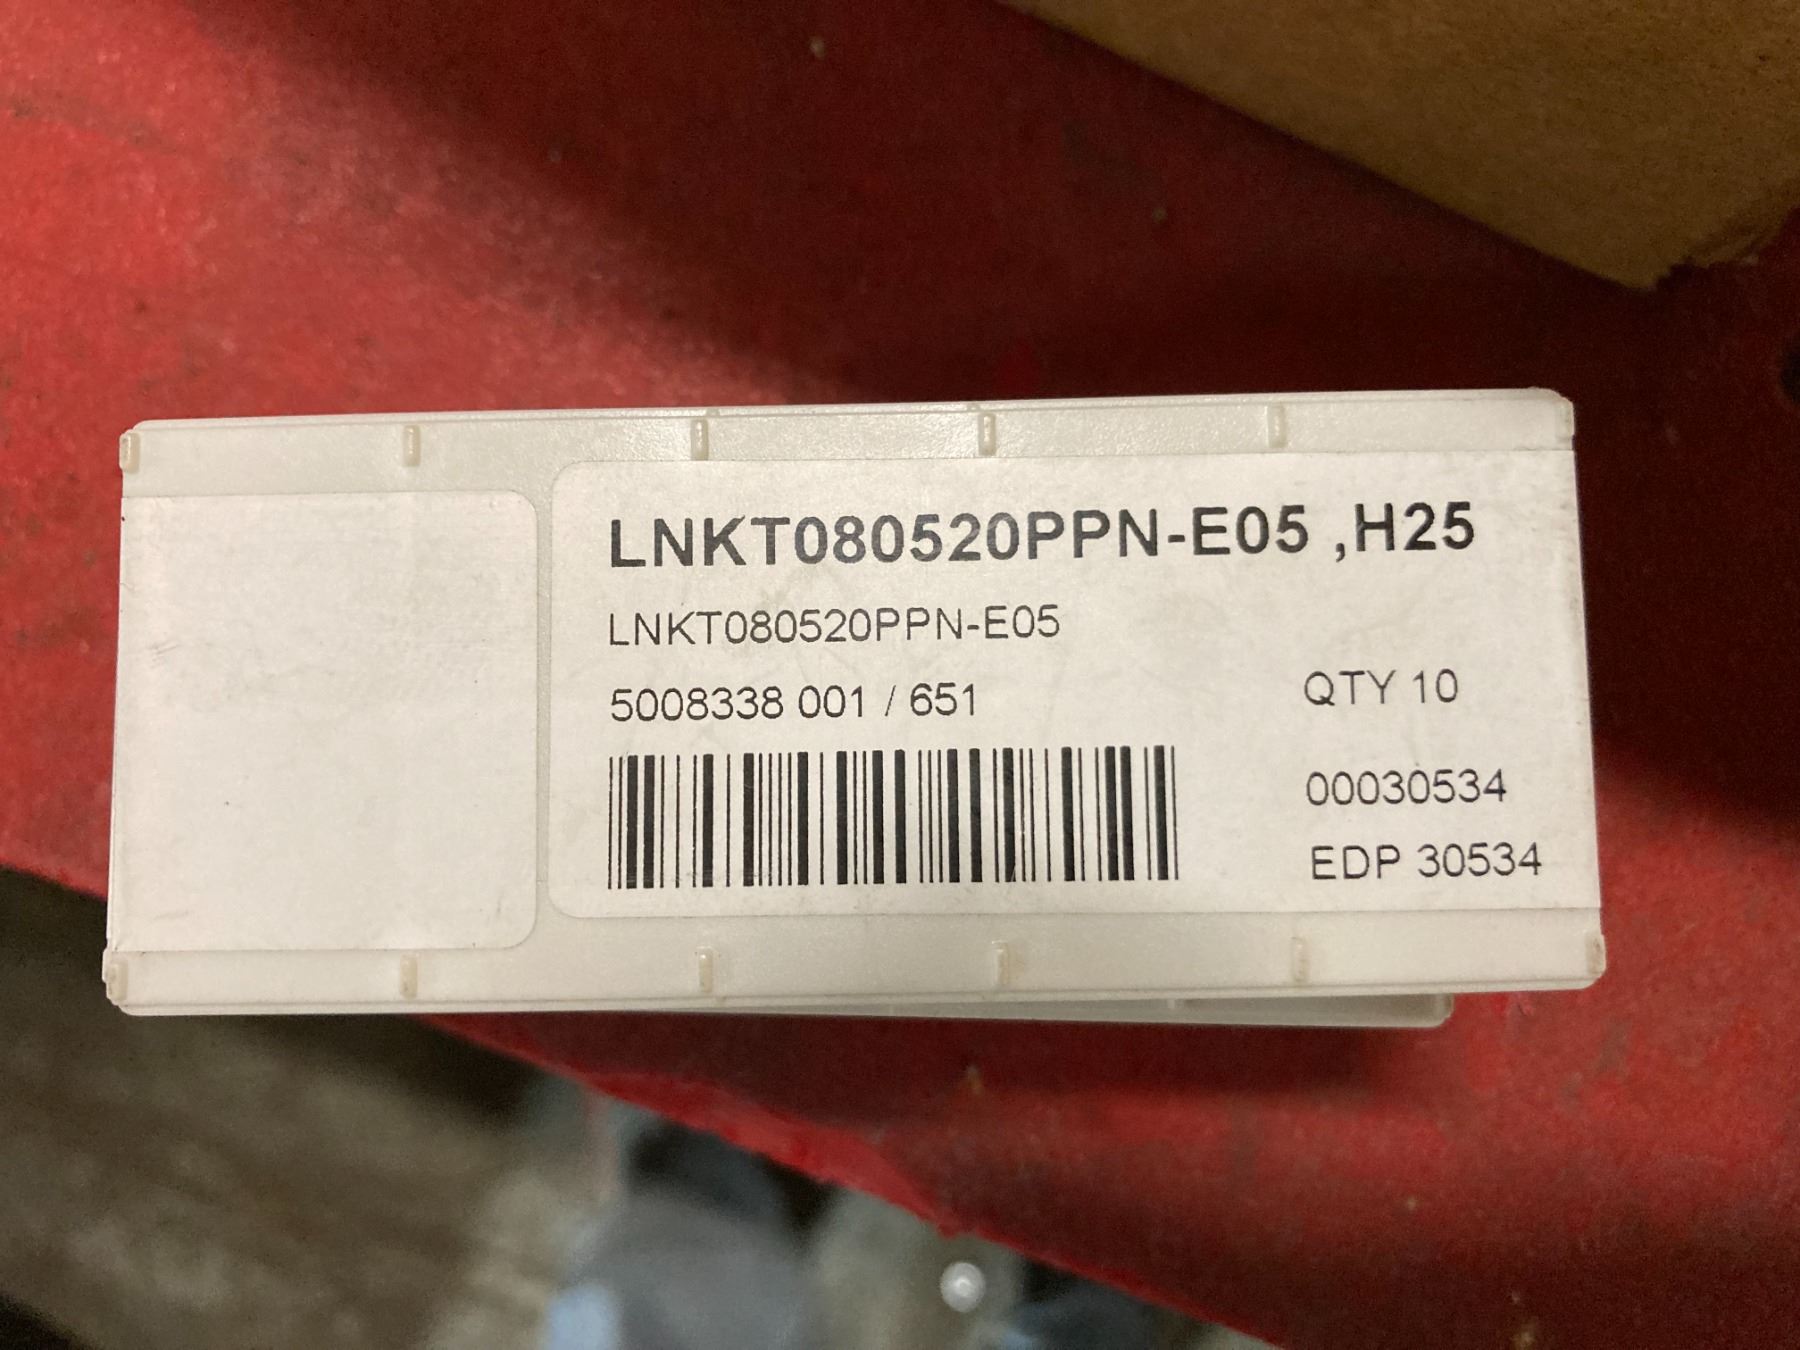 LNKT080520PPN-E05 ,H25
LNKT080520PPN-E05
5008338 001 / 651
QTY 10
00030534
EDP 30534